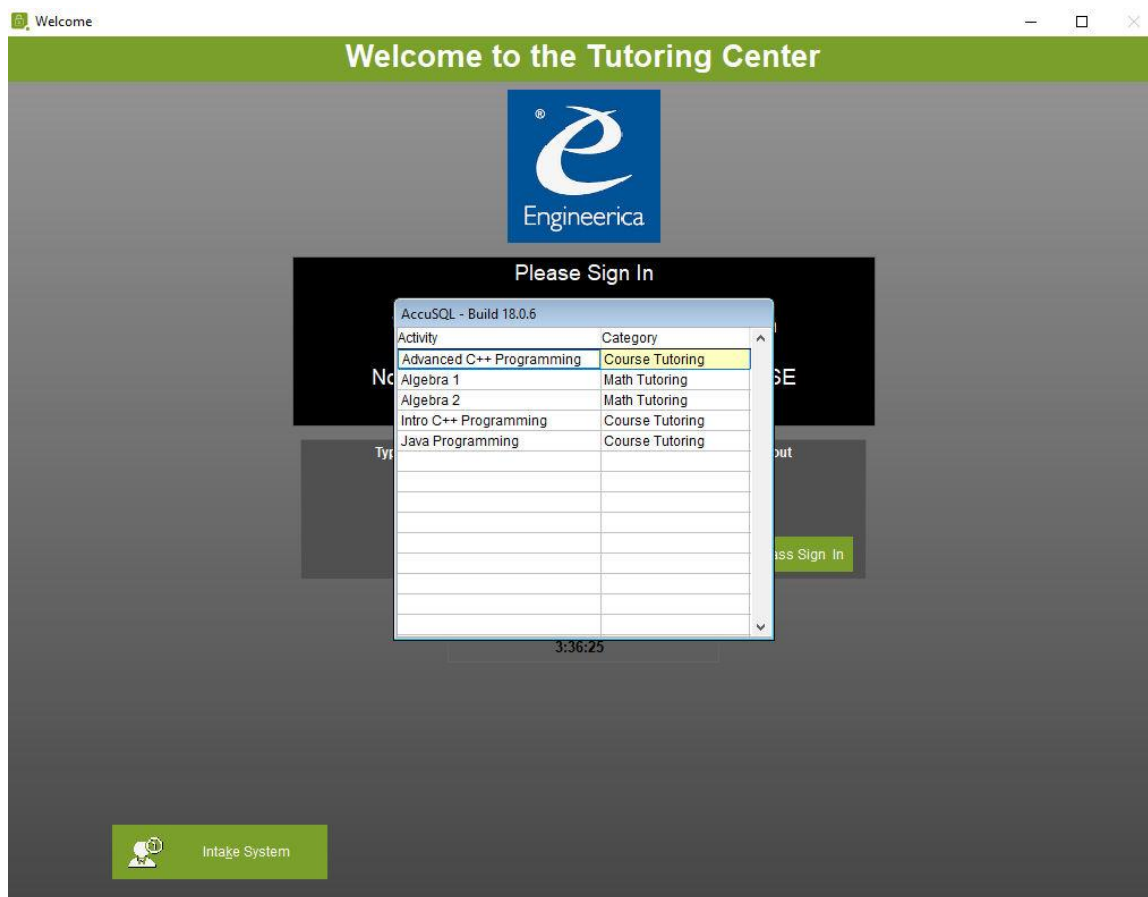 Welcome
Welcome to the Tutoring Center
®
Engineerica
Please Sign In
AccuSQL - Build 18.0.6
Activity Category
Advanced C++ Programming Course Tutoring
Algebra 1 Math Tutoring
Algebra 2 Math Tutoring
Intro C++ Programming Course Tutoring
Java Programming Course Tutoring
Sign In
3:36:25
Intake System